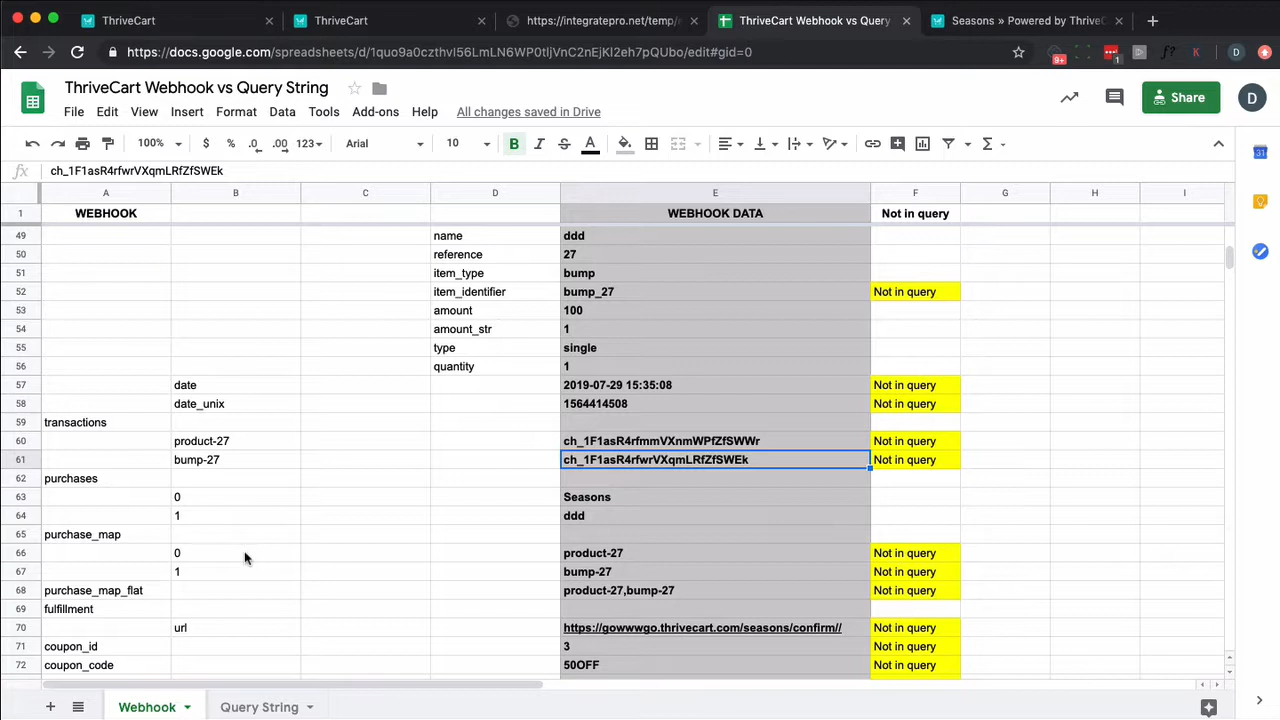 ThriveCart
ThriveCart
https://integratepro.net/temp/r
ThriveCart Webhook vs Query
Seasons » Powered by ThriveC
https://docs.google.com/spreadsheets/d/1quo9a0czthvI56LmLN6WP0tIjVnC2nEjKI2eh7pQUbo/edit#gid=0
9+
1
f?
K
D
ThriveCart Webhook vs Query String
File Edit View Insert Format Data Tools Add-ons Help All changes saved in Drive
Share
D
100% $ % .0 .00 123 Arial 10 B I S A
fx ch_1F1asR4rfwrVXqmLRfZfSWEk
A B C D E F G H I
1 WEBHOOK WEBHOOK DATA Not in query
49 name ddd
50 reference 27
51 item_type bump
52 item_identifier bump_27 Not in query
53 amount 100
54 amount_str 1
55 type single
56 quantity 1
57 date 2019-07-29 15:35:08 Not in query
58 date_unix 1564414508 Not in query
59 transactions
60 product-27 ch_1F1asR4rfmmVXnmWPfZfSWWr Not in query
61 bump-27 ch_1F1asR4rfwrVXqmLRfZfSWEk Not in query
62 purchases
63 0 Seasons
64 1 ddd
65 purchase_map
66 0 product-27 Not in query
67 1 bump-27 Not in query
68 purchase_map_flat product-27,bump-27 Not in query
69 fulfillment
70 url https://gowwwgo.thrivecart.com/seasons/confirm// Not in query
71 coupon_id 3 Not in query
72 coupon_code 50OFF Not in query
Webhook Query String
31